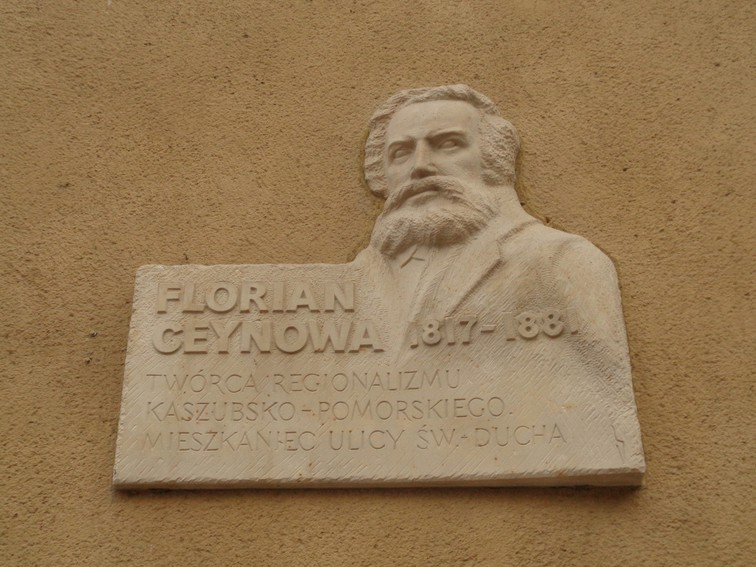 FLORIAN
CEYNOWA 1817-1881
TWÓRCA REGIONALIZMU
KASZUBSKO-POMORSKIEGO.
MIESZKANIEC ULICY ŚW. DUCHA